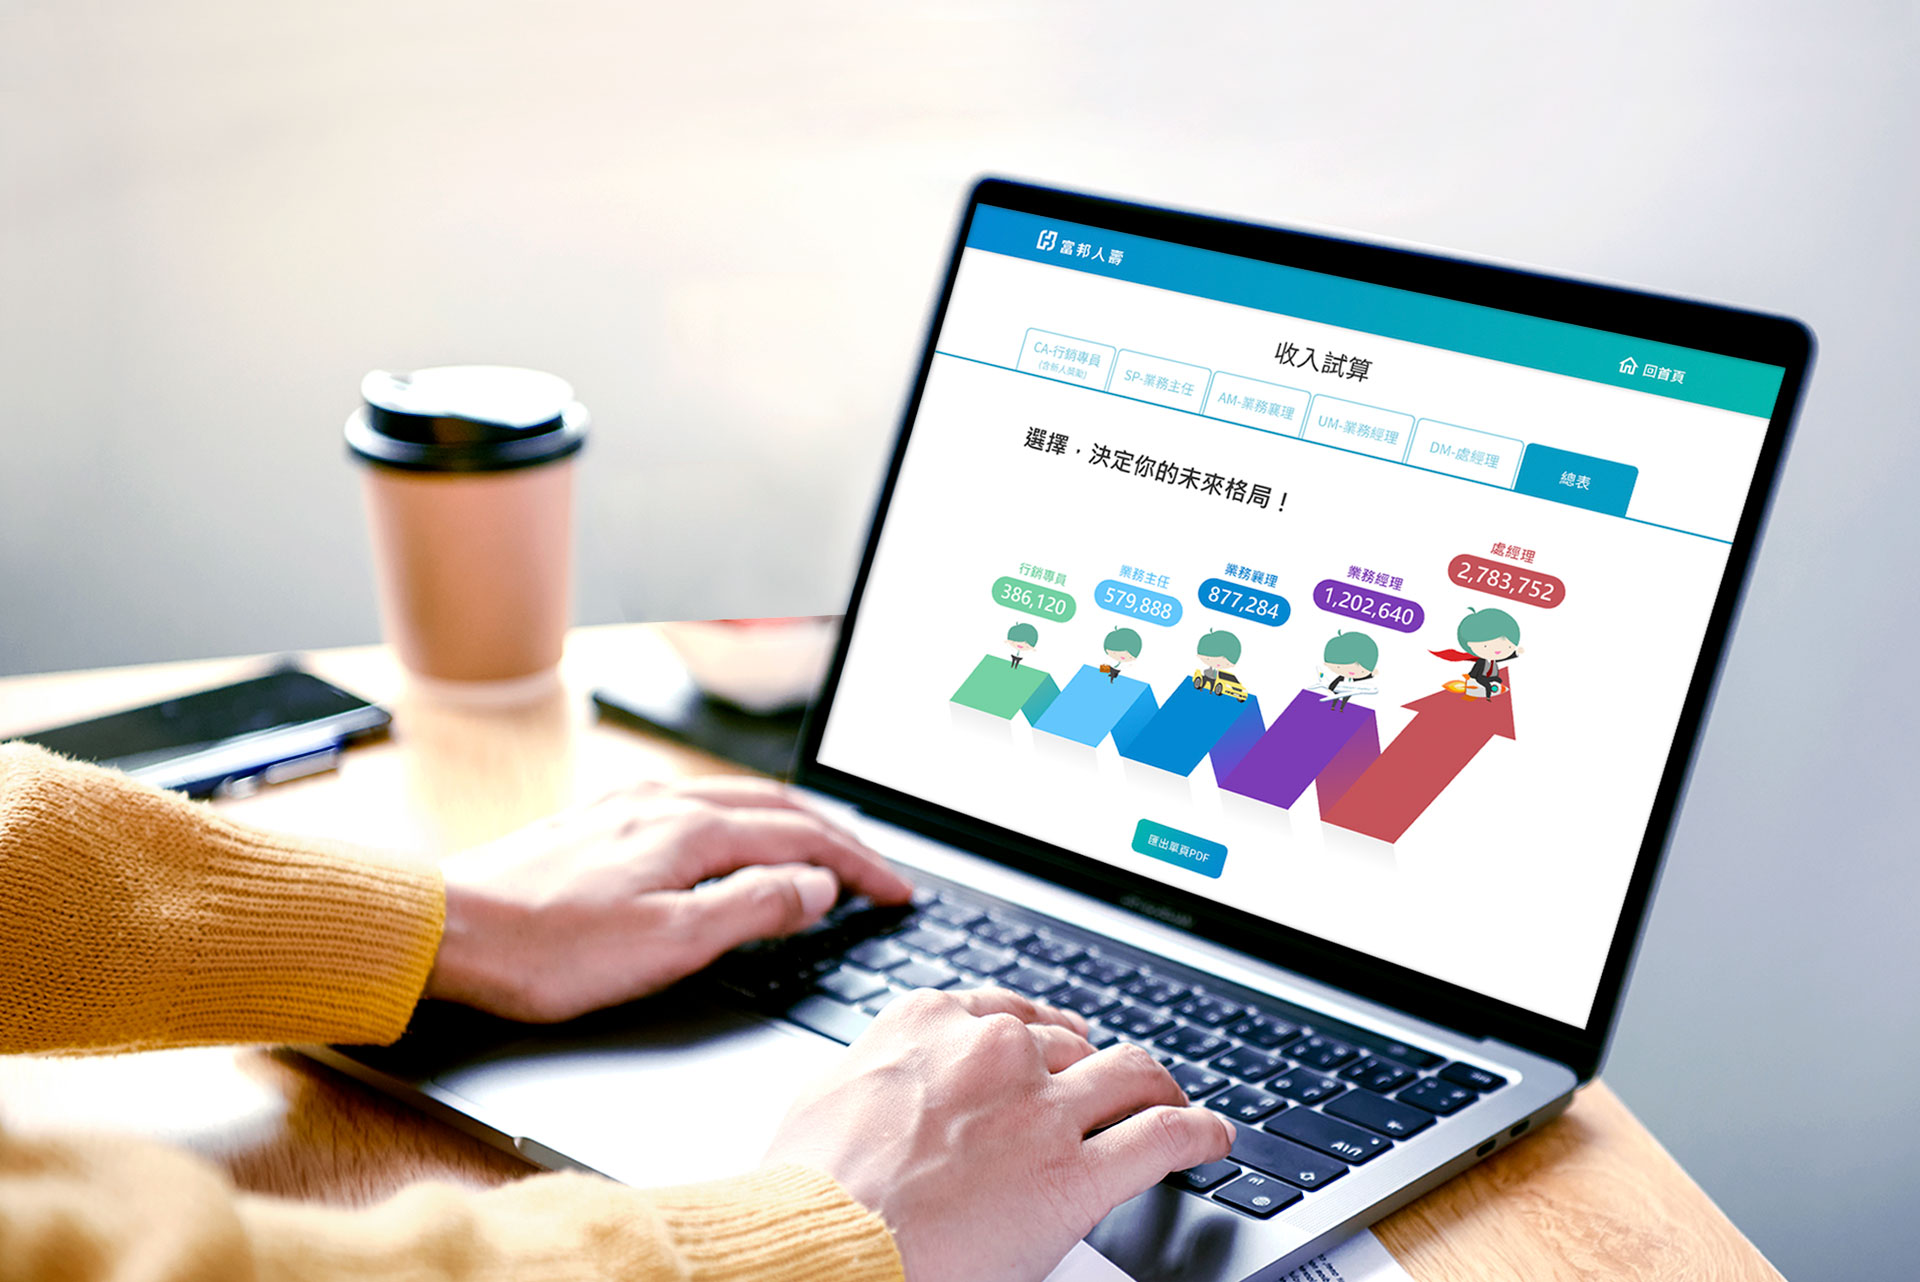 富邦人壽
回首頁
收入試算
CA-行銷專員
(含新人獎勵)
SP-業務主任
AM-業務襄理
UM-業務經理
DM-處經理
總表
選擇，決定你的未來格局！
行銷專員
386,120
業務主任
579,888
業務襄理
877,284
業務經理
1,202,640
處經理
2,783,752
匯出單頁PDF